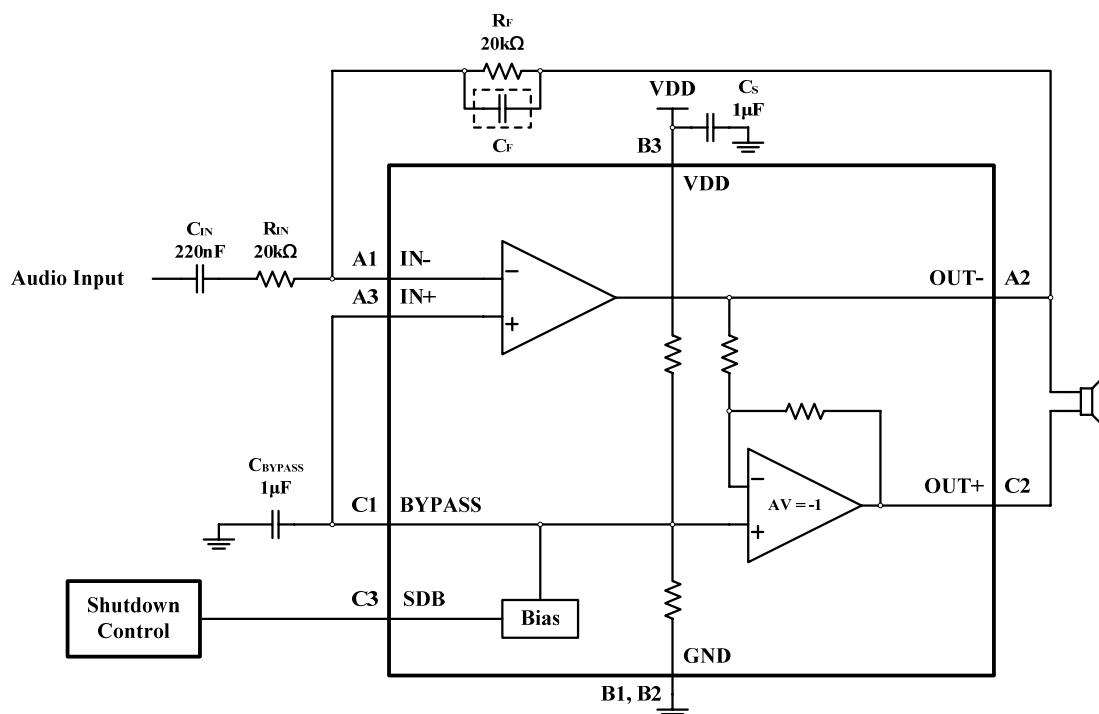 RF
20kΩ
CF
VDD
CS
1μF
B3
VDD
CIN
220nF
RIN
20kΩ
Audio Input
A1
IN-
A3
IN+
−
+
OUT-
A2
CBYPASS
1μF
C1
BYPASS
−
+
AV = -1
OUT+
C2
Shutdown
Control
C3
SDB
Bias
GND
B1, B2